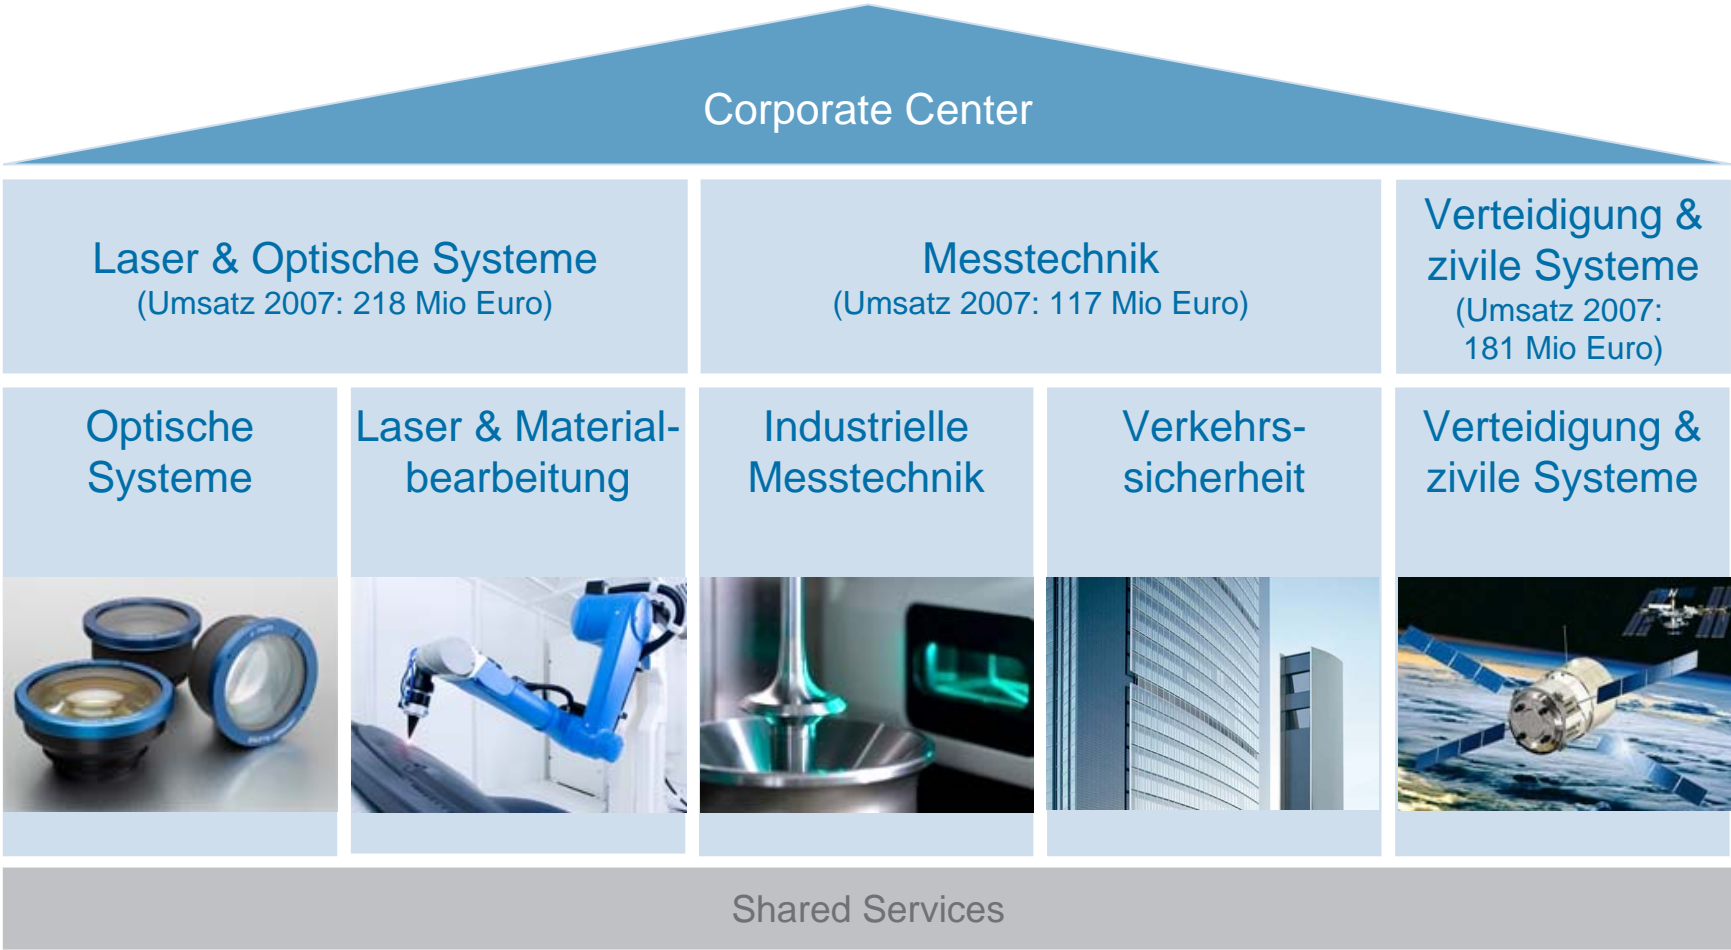 Corporate Center
Laser & Optische Systeme
(Umsatz 2007: 218 Mio Euro)
Messtechnik
(Umsatz 2007: 117 Mio Euro)
Verteidigung &
zivile Systeme
(Umsatz 2007:
181 Mio Euro)
Optische
Systeme
Laser & Material-
bearbeitung
Industrielle
Messtechnik
Verkehrs-
sicherheit
Verteidigung &
zivile Systeme
Shared Services